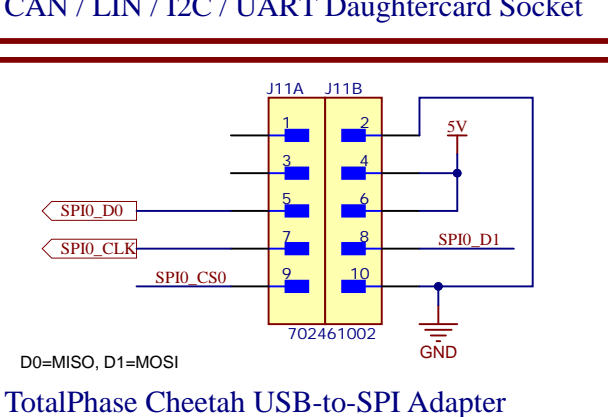 CAN / LIN / I2C / UART Daughtercard Socket
J11A J11B
1 2
5V
3 4
SPI0_D0 5 6
SPI0_CLK 7 8 SPI0_D1
SPI0_CS0 9 10
702461002
GND
D0=MISO, D1=MOSI
TotalPhase Cheetah USB-to-SPI Adapter